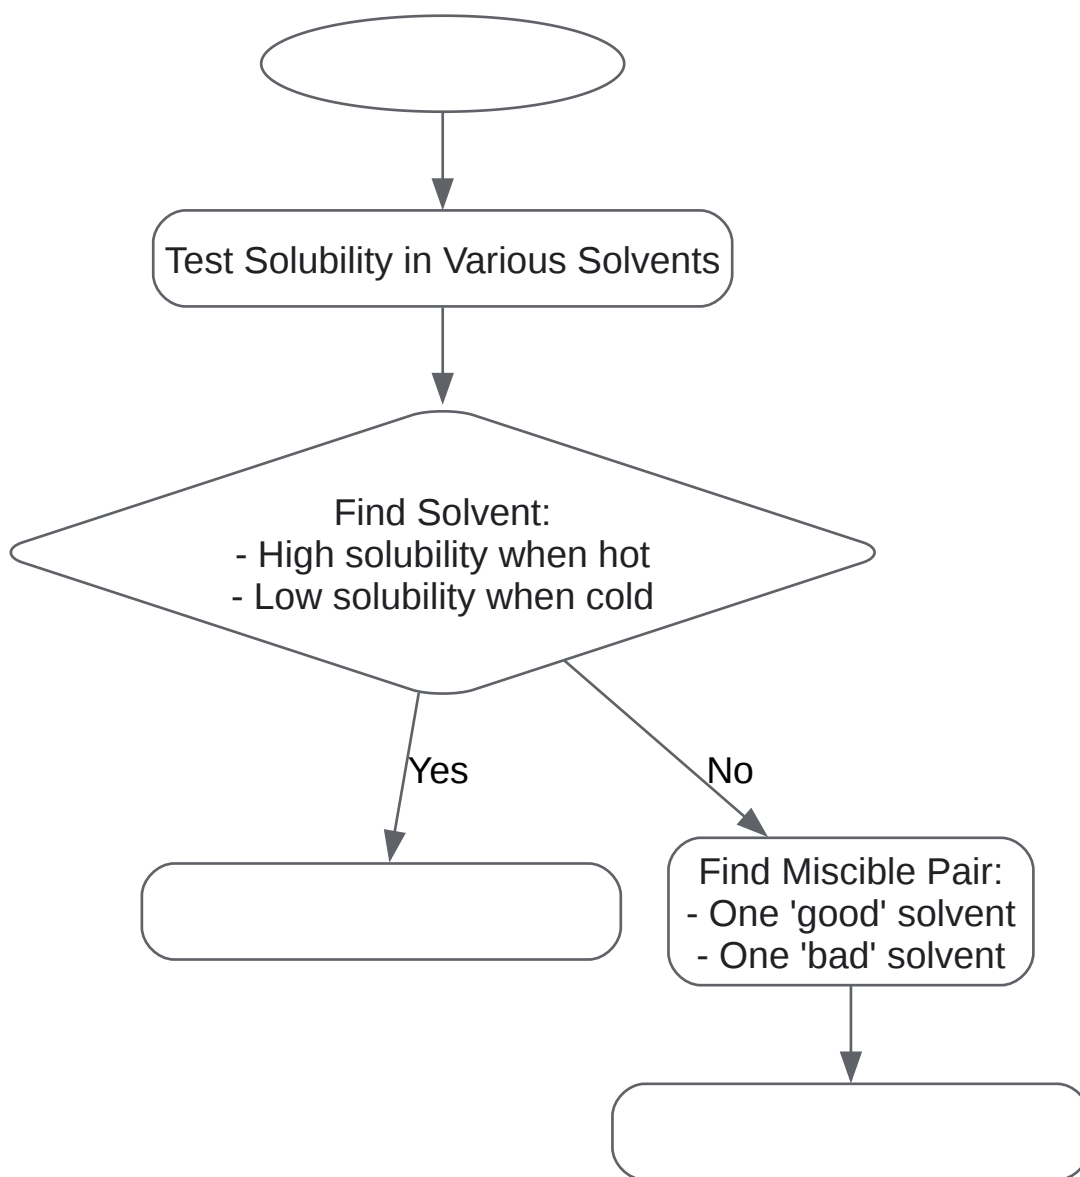 Test Solubility in Various Solvents
Find Solvent:
- High solubility when hot
- Low solubility when cold
Yes
No
Find Miscible Pair:
- One 'good' solvent
- One 'bad' solvent